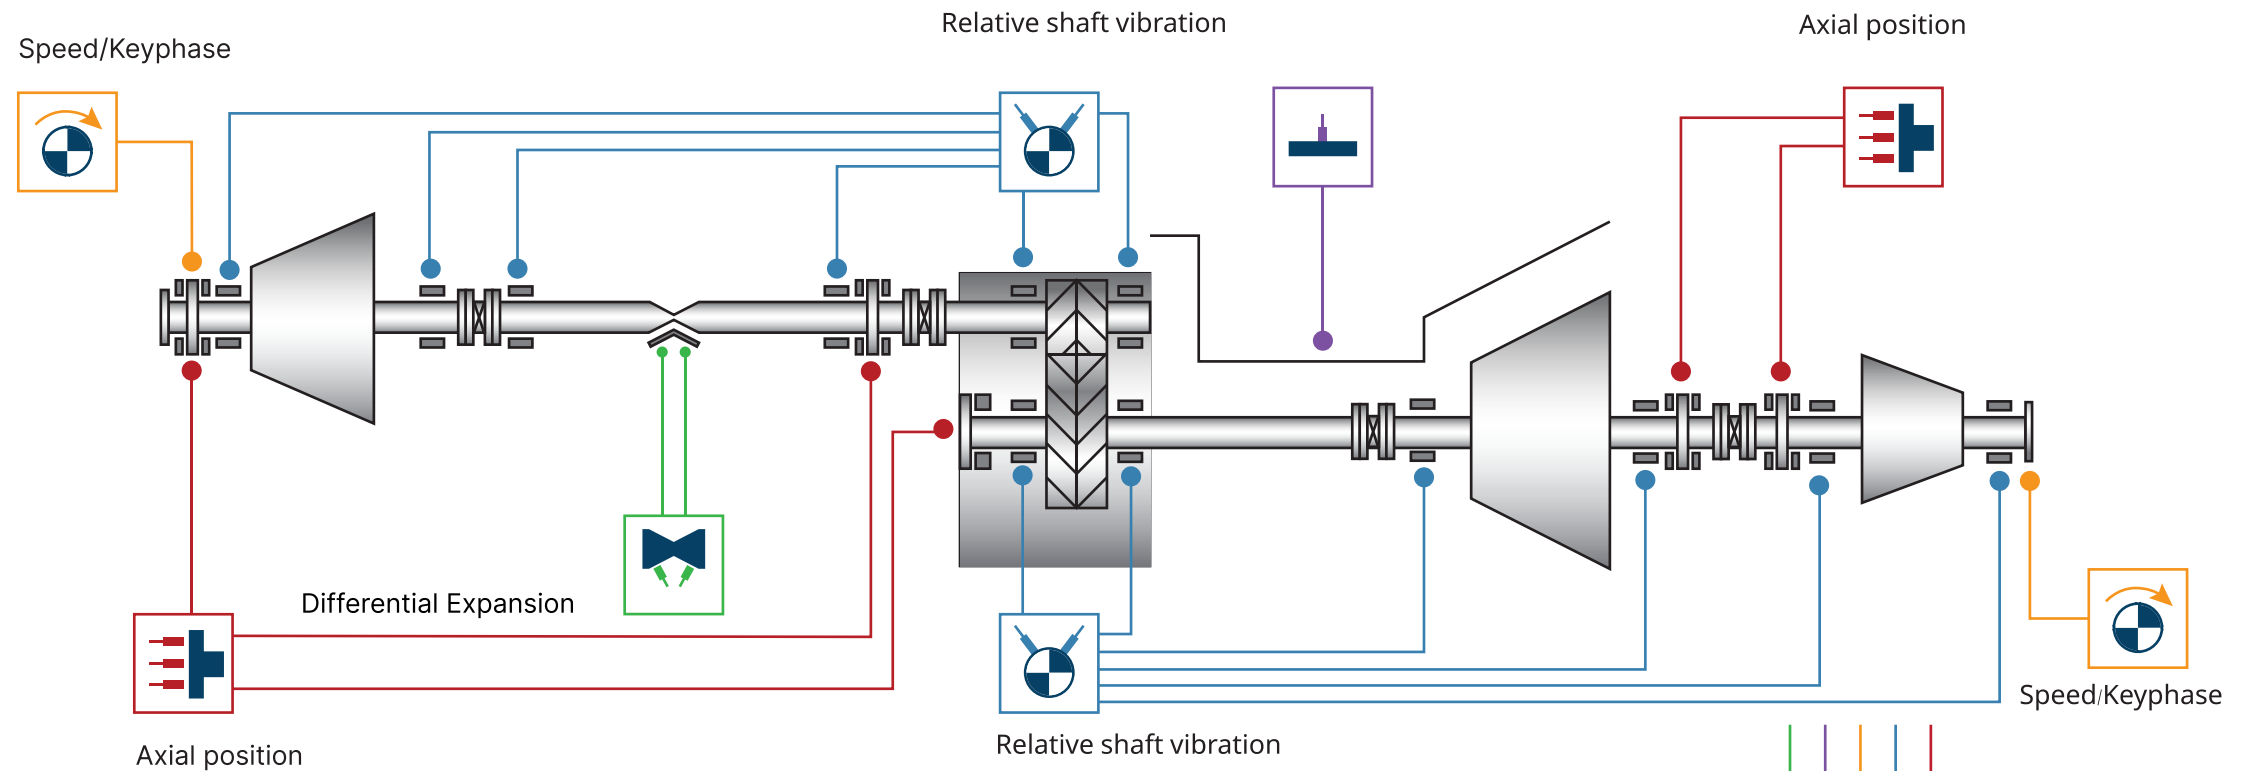 Relative shaft vibration
Axial position
Speed/Keyphase
Differential Expansion
Speed/Keyphase
Relative shaft vibration
Axial position